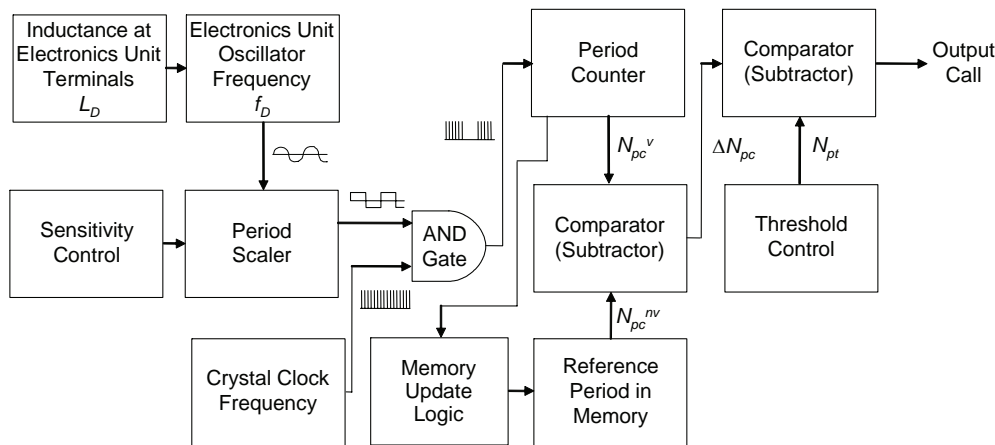 Inductance at
Electronics Unit
Terminals
L_D
Electronics Unit
Oscillator
Frequency
f_D
Period
Counter
Comparator
(Subtractor)
Output
Call
N_pc^v
ΔN_pc
N_pt
Sensitivity
Control
Period
Scaler
AND
Gate
Comparator
(Subtractor)
Threshold
Control
N_pc^nv
Crystal Clock
Frequency
Memory
Update
Logic
Reference
Period in
Memory